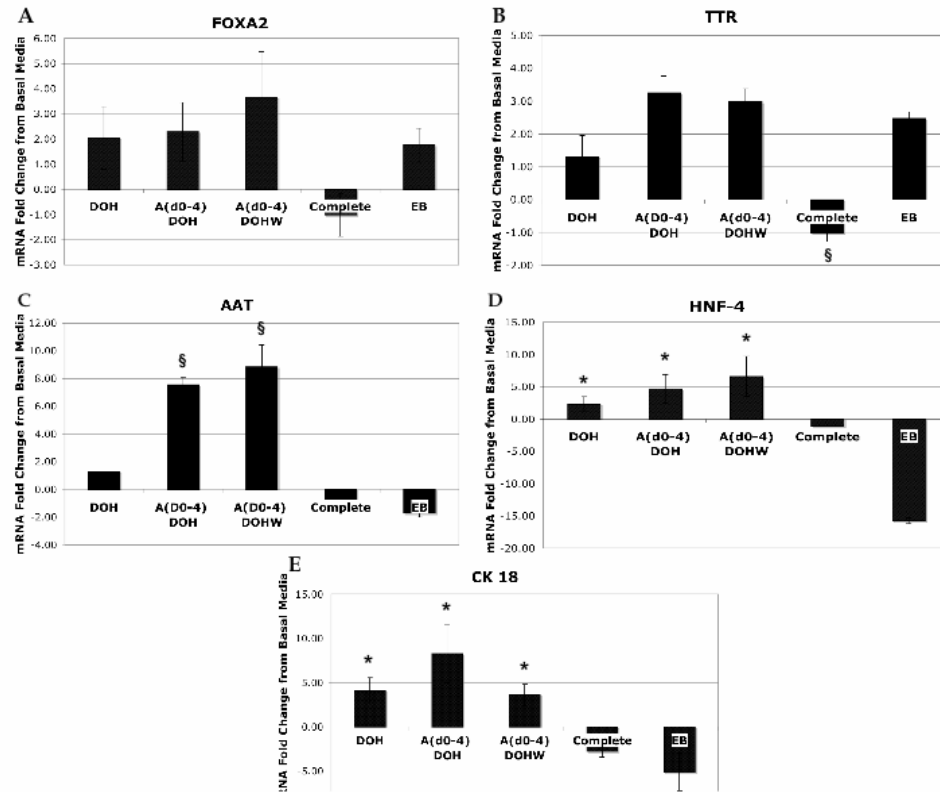 A
FOXA2
mRNA Fold Change from Basal Media
6.00
5.00
4.00
3.00
2.00
1.00
0.00
-1.00
-2.00
-3.00
DOH
A(d0-4)
DOH
A(d0-4)
DOHW
Complete
EB
B
TTR
mRNA Fold Change from Basal Media
5.00
4.00
3.00
2.00
1.00
0.00
-1.00
-2.00
DOH
A(D0-4)
DOH
A(d0-4)
DOHW
Complete
EB
§
C
AAT
mRNA Fold Change from Basal Media
12.00
10.00
8.00
6.00
4.00
2.00
0.00
-2.00
-4.00
§
§
DOH
A(D0-4)
DOH
A(D0-4)
DOHW
Complete
EB
D
HNF-4
mRNA Fold Change from Basal Media
15.00
10.00
5.00
0.00
-5.00
-10.00
-15.00
-20.00
*
*
*
DOH
A(d0-4)
DOH
A(d0-4)
DOHW
Complete
EB
E
CK 18
RNA Fold Change from Basal Media
15.00
10.00
5.00
0.00
-5.00
*
*
*
DOH
A(d0-4)
DOH
A(d0-4)
DOHW
Complete
EB